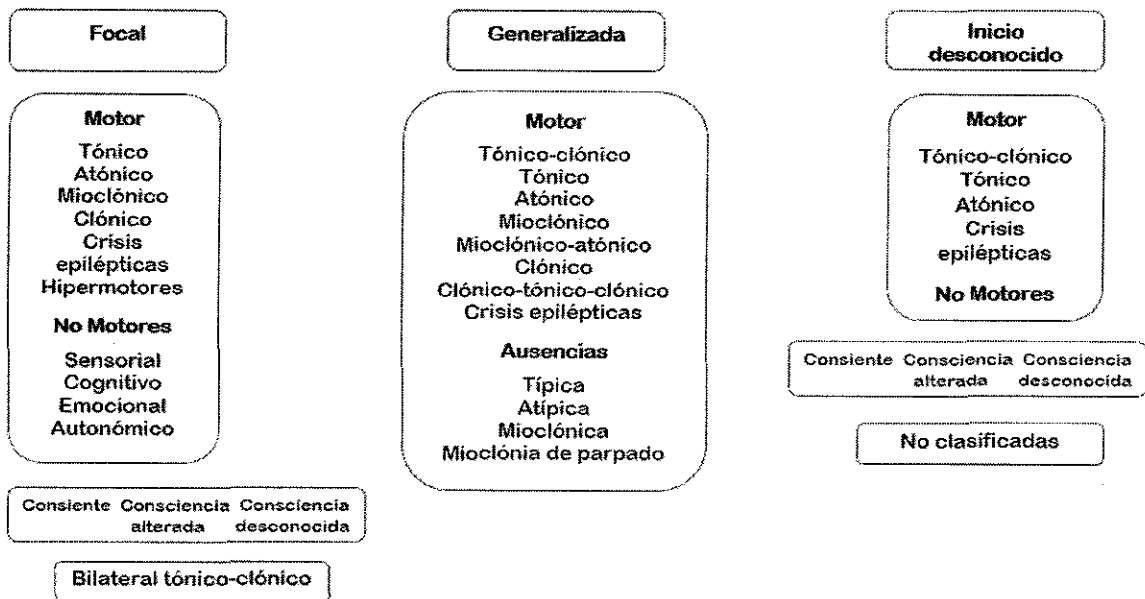 Focal
Motor
Tónico
Atónico
Mioclónico
Clónico
Crisis
epilépticas
Hipermotores
No Motores
Sensorial
Cognitivo
Emocional
Autonómico
Consiente Consciencia Consciencia
alterada desconocida
Bilateral tónico-clónico
Generalizada
Motor
Tónico-clónico
Tónico
Atónico
Mioclónico
Mioclónico-atónico
Clónico
Clónico-tónico-clónico
Crisis epilépticas
Ausencias
Típica
Atípica
Mioclónica
Mioclónia de parpado
Inicio
desconocido
Motor
Tónico-clónico
Tónico
Atónico
Crisis
epilépticas
No Motores
Consiente Consciencia Consciencia
alterada desconocida
No clasificadas